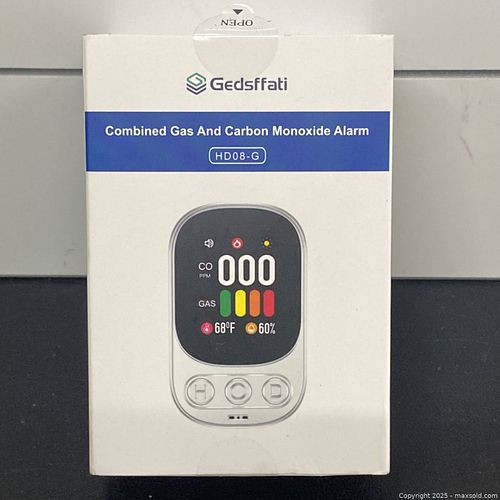 OPEN
Gedsffati
Combined Gas And Carbon Monoxide Alarm
HD08-G
CO 000
PPM
GAS
68°F 60%
H O D
Copyright 2025 - maxsold.com